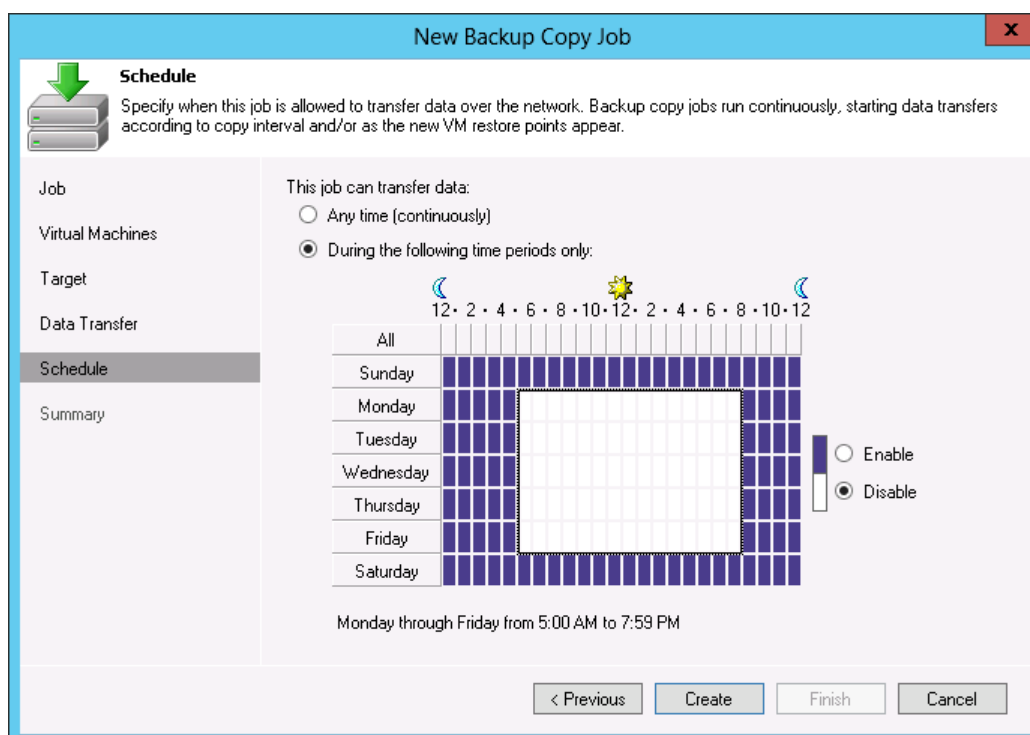 New Backup Copy Job
x
Schedule
Specify when this job is allowed to transfer data over the network. Backup copy jobs run continuously, starting data transfers
according to copy interval and/or as the new VM restore points appear.
Job
Virtual Machines
Target
Data Transfer
Schedule
Summary
This job can transfer data:
Any time (continuously)
During the following time periods only:
12 · 2 · 4 · 6 · 8 · 10 · 12 · 2 · 4 · 6 · 8 · 10 · 12
All
Sunday
Monday
Tuesday
Wednesday
Thursday
Friday
Saturday
Enable
Disable
Monday through Friday from 5:00 AM to 7:59 PM
< Previous
Create
Finish
Cancel